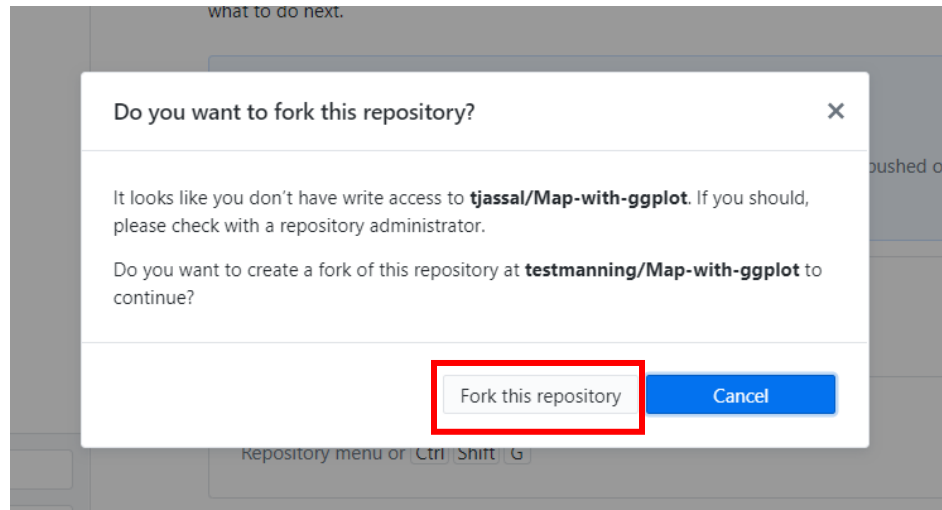 what to do next.
Do you want to fork this repository?
pushed o
It looks like you don’t have write access to tjassal/Map-with-ggplot. If you should,
please check with a repository administrator.
Do you want to create a fork of this repository at testmanning/Map-with-ggplot to
continue?
Fork this repository
Cancel
Repository menu or Ctrl Shift G